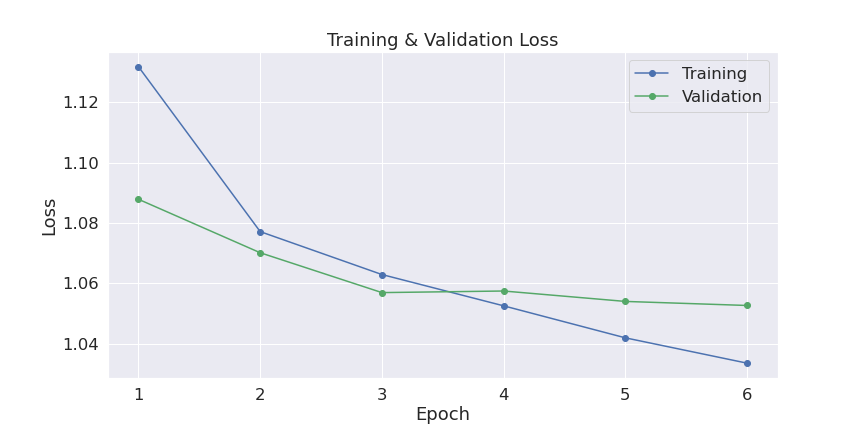 Training & Validation Loss
Training
Validation
Loss
1.12
1.10
1.08
1.06
1.04
1 2 3 4 5 6
Epoch